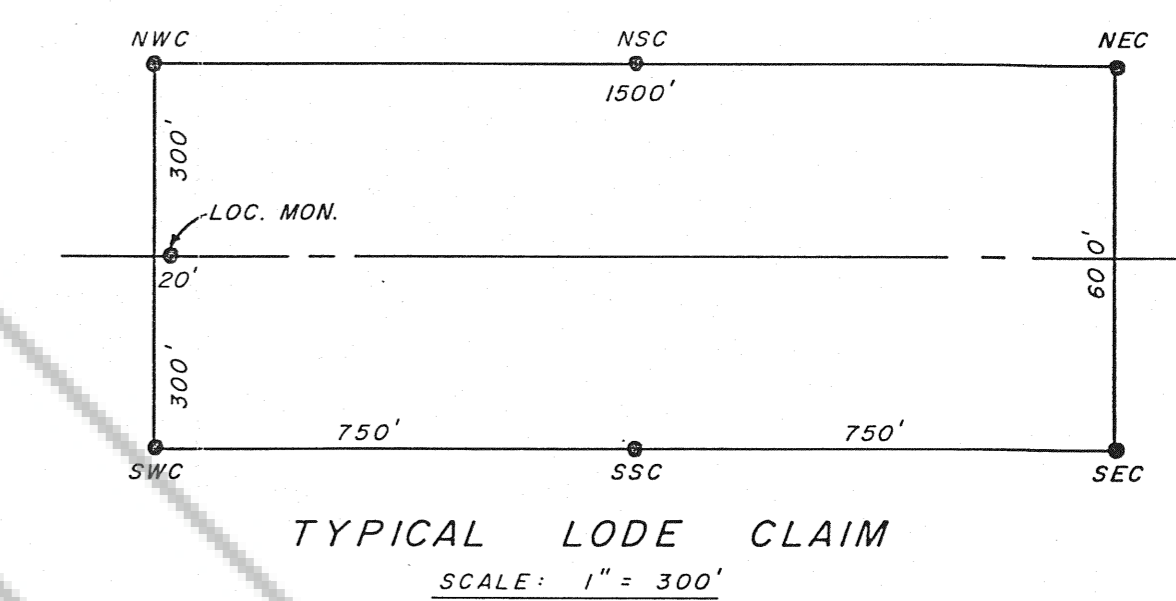 NWC NSC NEC
1500'
300'
LOC. MON.
20'
600'
300'
750' 750'
SWC SSC SEC
TYPICAL LODE CLAIM
SCALE: 1" = 300'